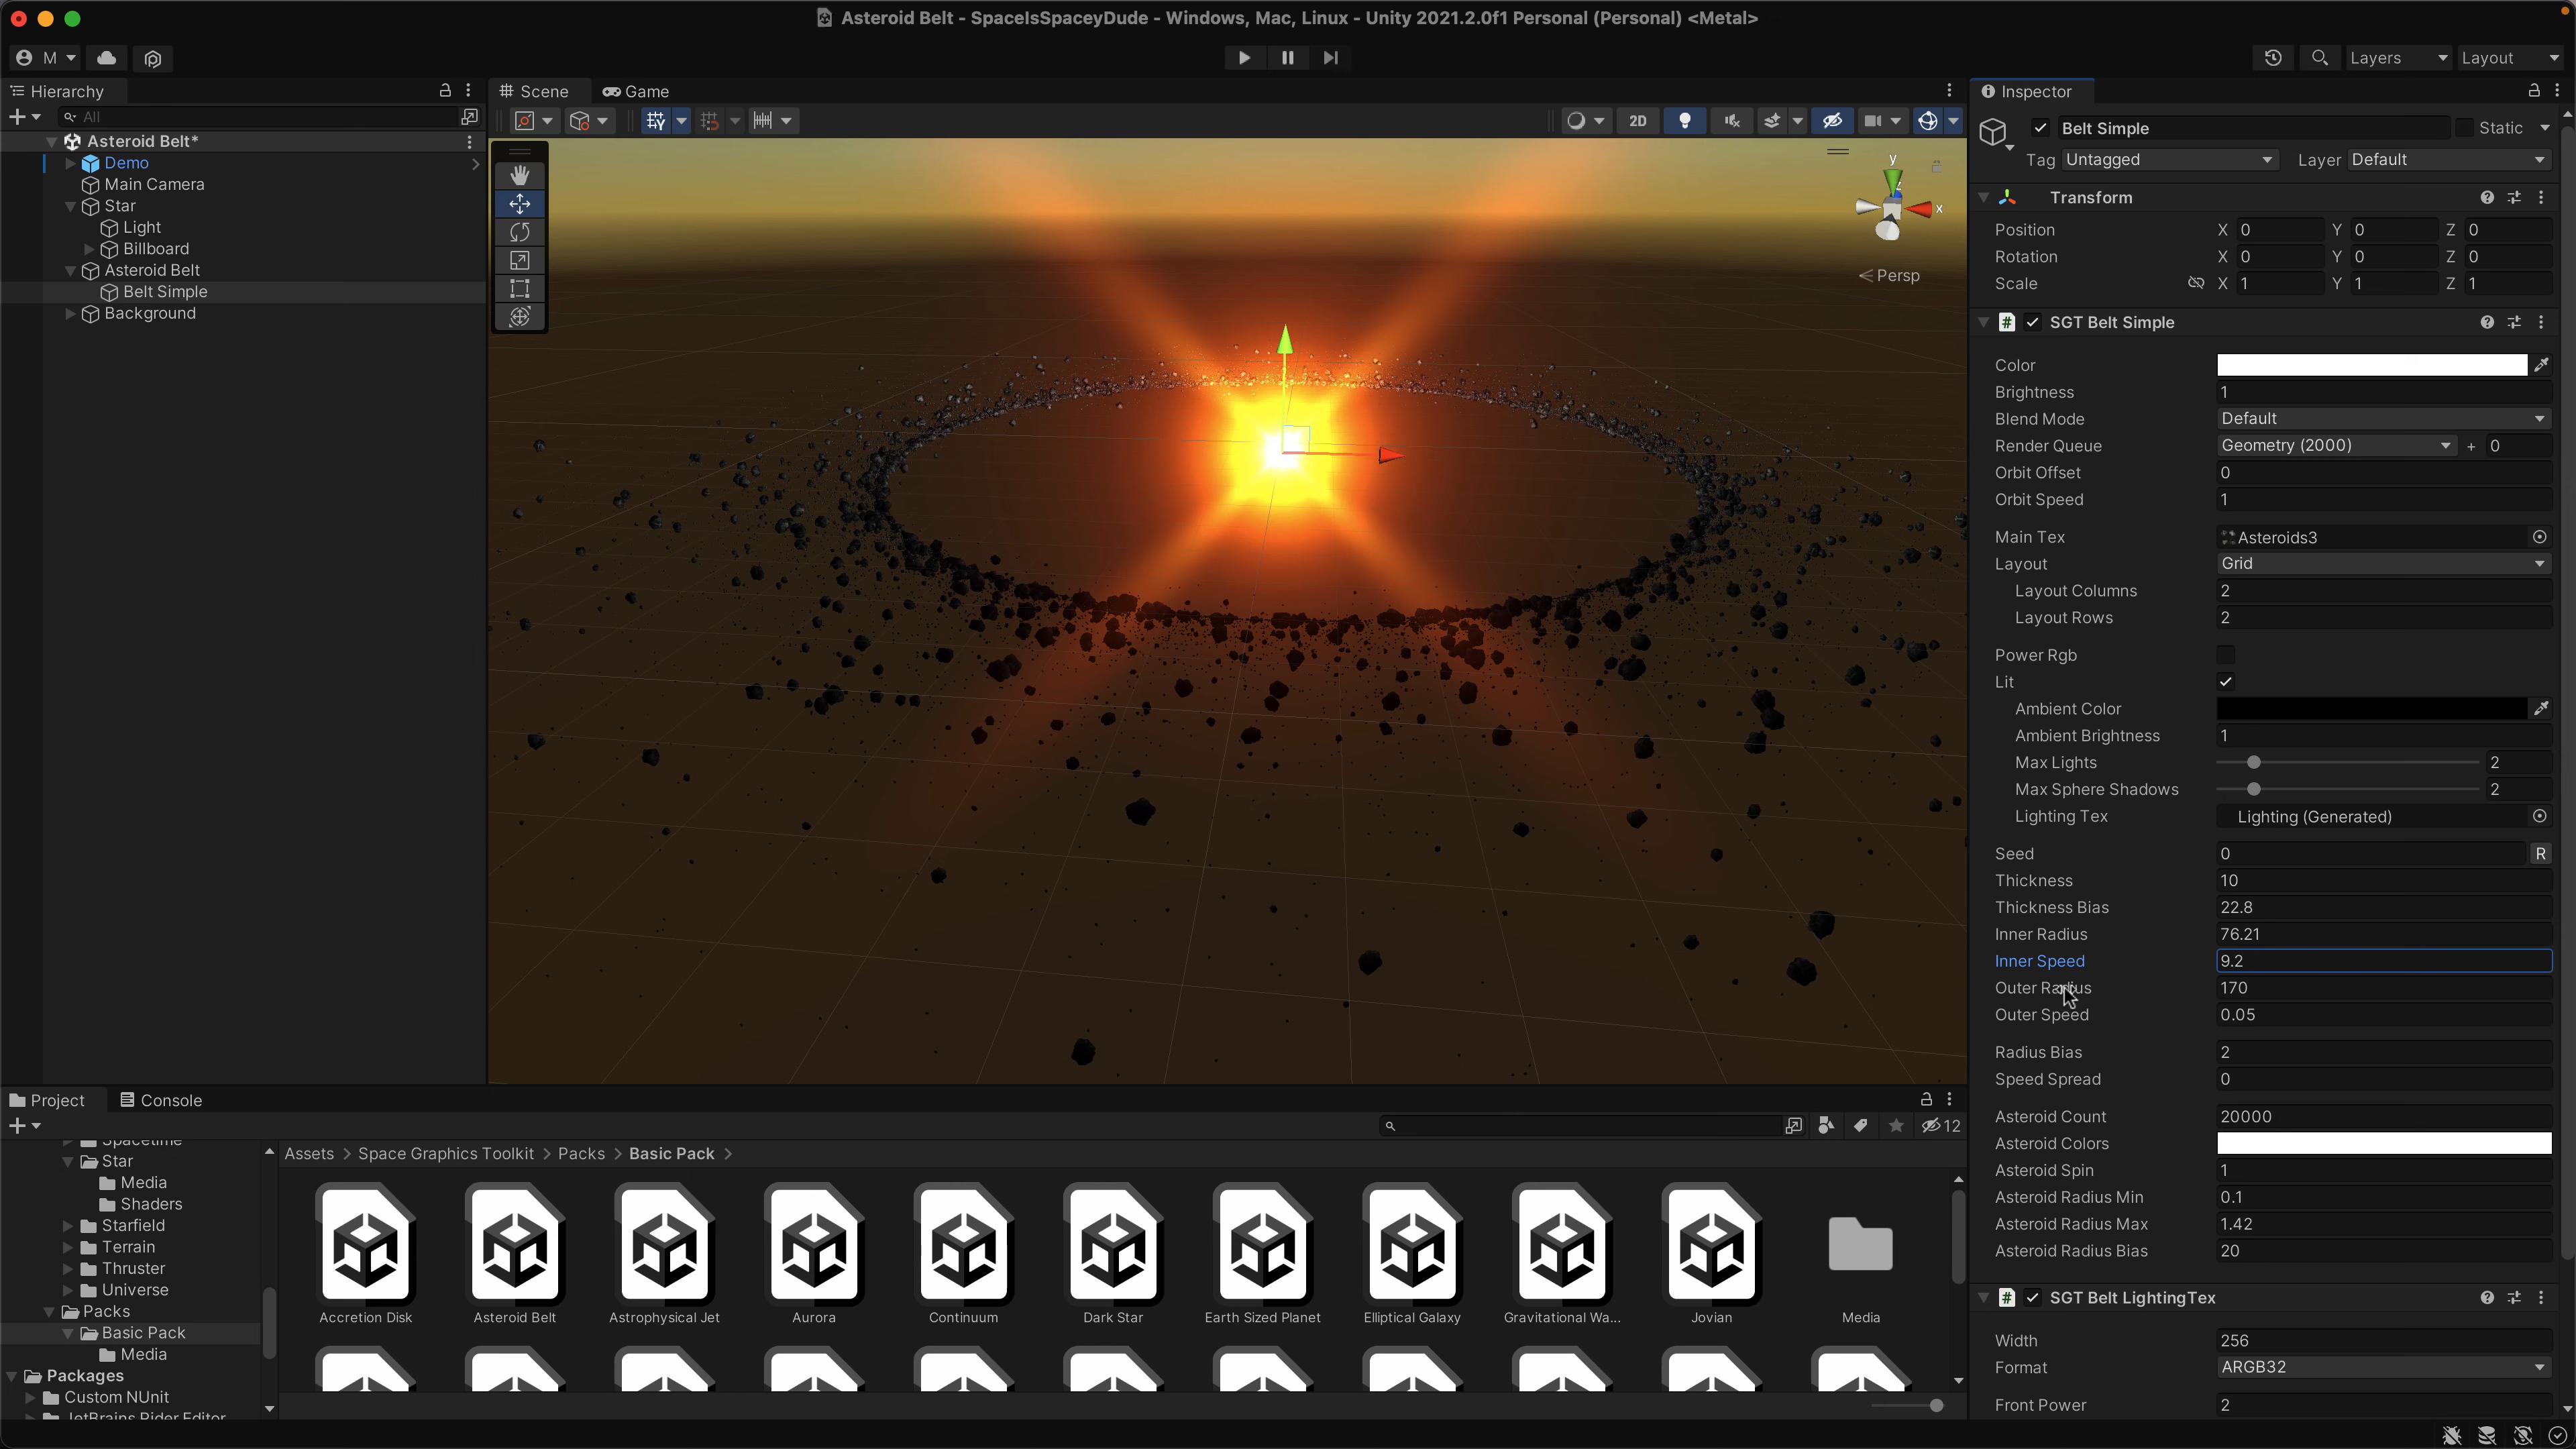 Asteroid Belt - SpaceIsSpaceyDude - Windows, Mac, Linux - Unity 2021.2.0f1 Personal (Personal) <Metal>
M
Layers
Layout
Hierarchy
All
Asteroid Belt*
Demo
Main Camera
Star
Light
Billboard
Asteroid Belt
Belt Simple
Background
Scene
Game
2D
y
z
x
Persp
Inspector
Belt Simple
Static
Tag Untagged
Layer Default
Transform
Position X 0 Y 0 Z 0
Rotation X 0 Y 0 Z 0
Scale X 1 Y 1 Z 1
# SGT Belt Simple
Color
Brightness 1
Blend Mode Default
Render Queue Geometry (2000) + 0
Orbit Offset 0
Orbit Speed 1
Main Tex Asteroids3
Layout Grid
Layout Columns 2
Layout Rows 2
Power Rgb
Lit
Ambient Color
Ambient Brightness 1
Max Lights 2
Max Sphere Shadows 2
Lighting Tex Lighting (Generated)
Seed 0 R
Thickness 10
Thickness Bias 22.8
Inner Radius 76.21
Inner Speed 9.2
Outer Radius 170
Outer Speed 0.05
Radius Bias 2
Speed Spread 0
Asteroid Count 20000
Asteroid Colors
Asteroid Spin 1
Asteroid Radius Min 0.1
Asteroid Radius Max 1.42
Asteroid Radius Bias 20
# SGT Belt LightingTex
Width 256
Format ARGB32
Front Power 2
Project
Console
12
Spacetime
Star
Media
Shaders
Starfield
Terrain
Thruster
Universe
Packs
Basic Pack
Media
Packages
Custom NUnit
JetBrains Rider Editor
Assets > Space Graphics Toolkit > Packs > Basic Pack >
Accretion Disk
Asteroid Belt
Astrophysical Jet
Aurora
Continuum
Dark Star
Earth Sized Planet
Elliptical Galaxy
Gravitational Wa...
Jovian
Media